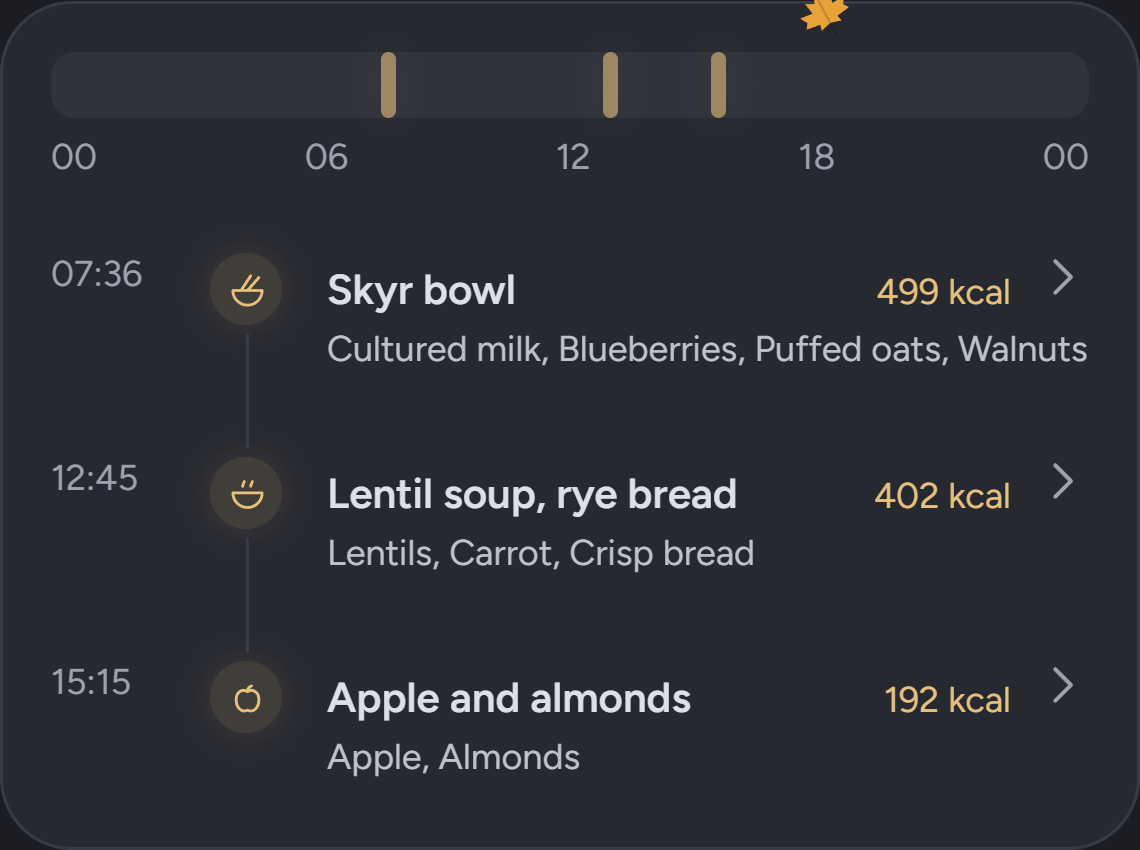 00 06 12 18 00
07:36 Skyr bowl 499 kcal
Cultured milk, Blueberries, Puffed oats, Walnuts
12:45 Lentil soup, rye bread 402 kcal
Lentils, Carrot, Crisp bread
15:15 Apple and almonds 192 kcal
Apple, Almonds